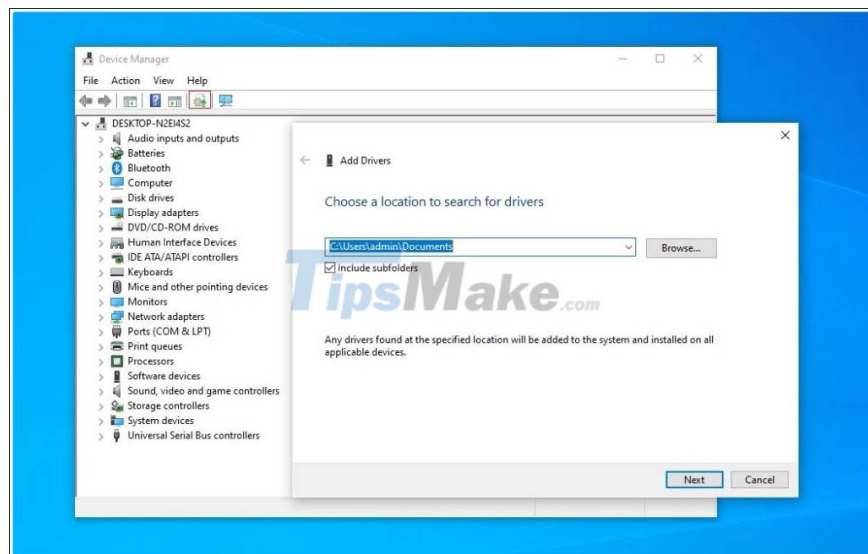 Device Manager
File Action View Help
DESKTOP-N2EI4S2
Audio inputs and outputs
Batteries
Bluetooth
Computer
Disk drives
Display adapters
DVD/CD-ROM drives
Human Interface Devices
IDE ATA/ATAPI controllers
Keyboards
Mice and other pointing devices
Monitors
Network adapters
Ports (COM & LPT)
Print queues
Processors
Software devices
Sound, video and game controllers
Storage controllers
System devices
Universal Serial Bus controllers
Add Drivers
Choose a location to search for drivers
C:\Users\admin\Documents
Browse...
Include subfolders
TipsMake.com
Any drivers found at the specified location will be added to the system and installed on all
applicable devices.
Next Cancel